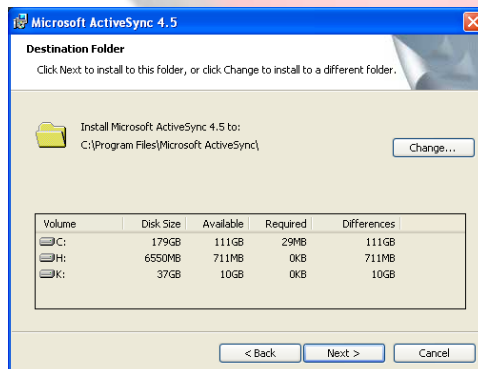 Microsoft ActiveSync 4.5
Destination Folder
Click Next to install to this folder, or click Change to install to a different folder.
Install Microsoft ActiveSync 4.5 to:
C:\Program Files\Microsoft ActiveSync\
Change...
Volume Disk Size Available Required Differences
C: 179GB 111GB 29MB 111GB
H: 6550MB 711MB 0KB 711MB
K: 37GB 10GB 0KB 10GB
< Back Next > Cancel